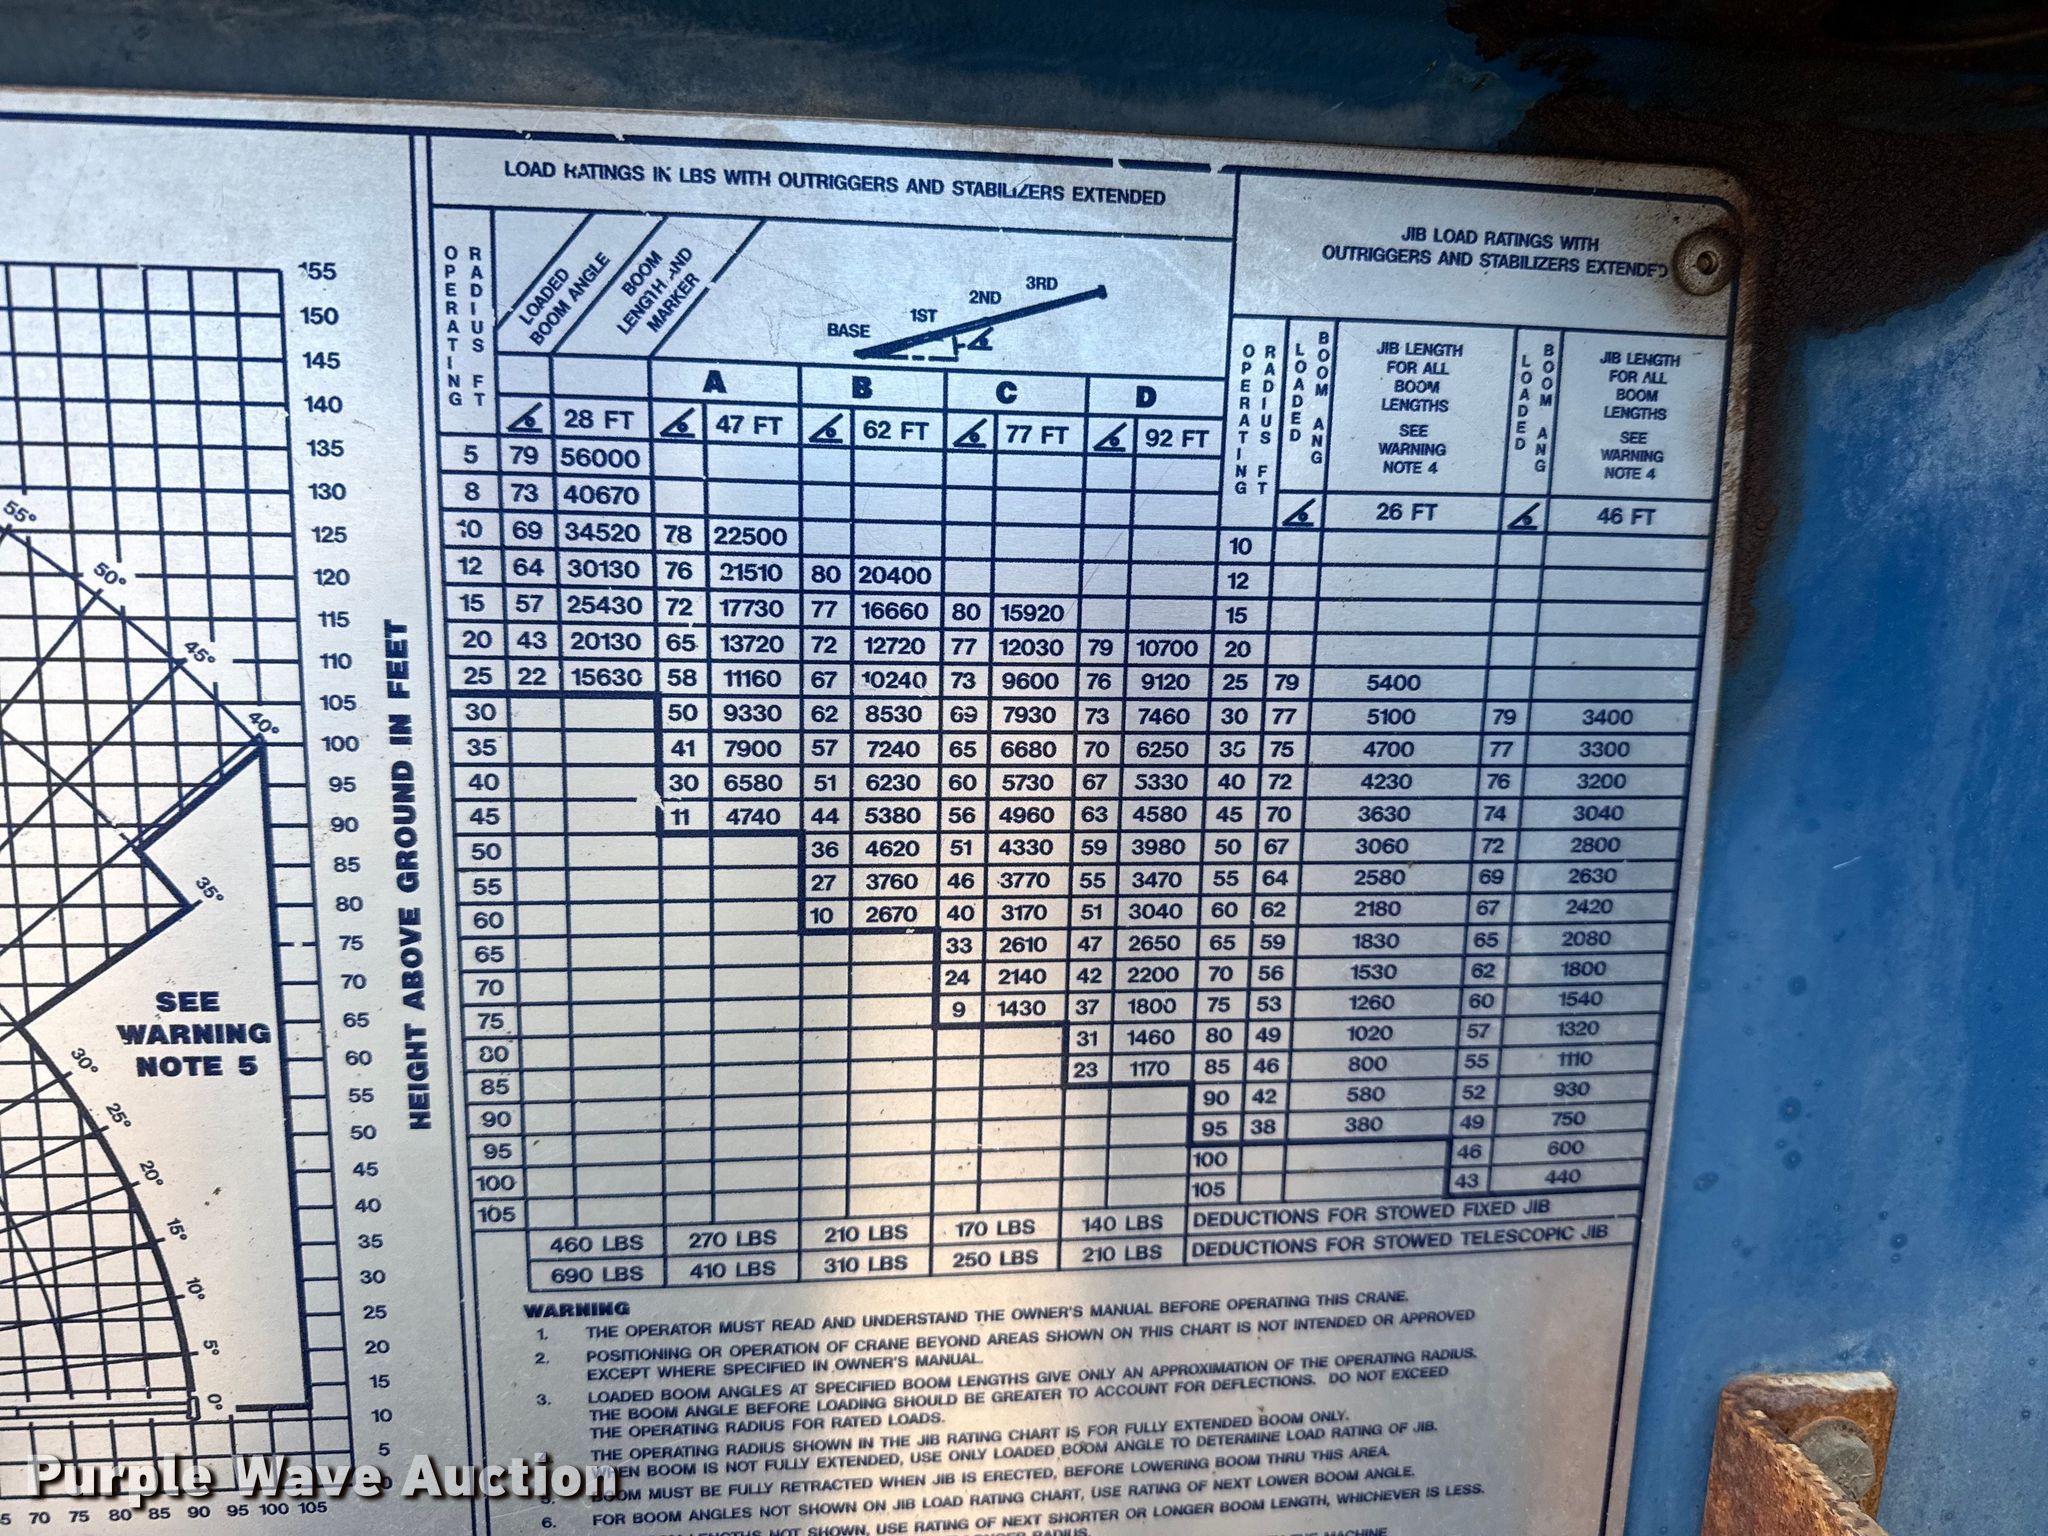 LOAD RATINGS IN LBS WITH OUTRIGGERS AND STABILIZERS EXTENDED
OPERATING RADIUS FT
LOADED BOOM ANGLE
BOOM LENGTH AND MARKER
BASE 1ST 2ND 3RD
A B C D
28 FT 47 FT 62 FT 77 FT 92 FT
5 79 56000
8 73 40670
10 69 34520 78 22500
12 64 30130 76 21510 80 20400
15 57 25430 72 17730 77 16660 80 15920
20 43 20130 65 13720 72 12720 77 12030 79 10700
25 22 15630 58 11160 67 10240 73 9600 76 9120
30 50 9330 62 8530 69 7930 73 7460
35 41 7900 57 7240 65 6680 70 6250
40 30 6580 51 6230 60 5730 67 5330
45 11 4740 44 5380 56 4960 63 4580
50 36 4620 51 4330 59 3980
55 27 3760 46 3770 55 3470
60 10 2670 40 3170 51 3040
65 33 2610 47 2650
70 24 2140 42 2200
75 9 1430 37 1800
80 31 1460
85 23 1170
90
95
100
105
460 LBS 270 LBS 210 LBS 170 LBS 140 LBS DEDUCTIONS FOR STOWED FIXED JIB
690 LBS 410 LBS 310 LBS 250 LBS 210 LBS DEDUCTIONS FOR STOWED TELESCOPIC JIB
JIB LOAD RATINGS WITH
OUTRIGGERS AND STABILIZERS EXTENDED
OPERATING RADIUS FT
LOADED BOOM ANG
JIB LENGTH
FOR ALL
BOOM
LENGTHS
SEE
WARNING
NOTE 4
LOADED BOOM ANG
JIB LENGTH
FOR ALL
BOOM
LENGTHS
SEE
WARNING
NOTE 4
26 FT 46 FT
10
12
15
20
25 79 5400
30 77 5100 79 3400
35 75 4700 77 3300
40 72 4230 76 3200
45 70 3630 74 3040
50 67 3060 72 2800
55 64 2580 69 2630
60 62 2180 67 2420
65 59 1830 65 2080
70 56 1530 62 1800
75 53 1260 60 1540
80 49 1020 57 1320
85 46 800 55 1110
90 42 580 52 930
95 38 380 49 750
100 46 600
105 43 440
WARNING
1. THE OPERATOR MUST READ AND UNDERSTAND THE OWNER'S MANUAL BEFORE OPERATING THIS CRANE.
2. POSITIONING OR OPERATION OF CRANE BEYOND AREAS SHOWN ON THIS CHART IS NOT INTENDED OR APPROVED
EXCEPT WHERE SPECIFIED IN OWNER'S MANUAL.
3. LOADED BOOM ANGLES AT SPECIFIED BOOM LENGTHS GIVE ONLY AN APPROXIMATION OF THE OPERATING RADIUS.
THE BOOM ANGLE BEFORE LOADING SHOULD BE GREATER TO ACCOUNT FOR DEFLECTIONS. DO NOT EXCEED
THE OPERATING RADIUS FOR RATED LOADS.
THE OPERATING RADIUS SHOWN IN THE JIB RATING CHART IS FOR FULLY EXTENDED BOOM ONLY.
WHEN BOOM IS NOT FULLY EXTENDED, USE ONLY LOADED BOOM ANGLE TO DETERMINE LOAD RATING OF JIB.
5. BOOM MUST BE FULLY RETRACTED WHEN JIB IS ERECTED, BEFORE LOWERING BOOM THRU THIS AREA.
6. FOR BOOM ANGLES NOT SHOWN ON JIB LOAD RATING CHART, USE RATING OF NEXT LOWER BOOM ANGLE.
NOT SHOWN, USE RATING OF NEXT SHORTER OR LONGER BOOM LENGTH, WHICHEVER IS LESS.
RADIUS.
THE MACHINE
155
150
145
140
135
130
125
120
115
110
105
100
95
90
85
80
75
70
65
60
55
50
45
40
35
30
25
20
15
10
5
0
HEIGHT ABOVE GROUND IN FEET
55°
50°
45°
40°
35°
30°
25°
20°
15°
10°
5°
0°
SEE
WARNING
NOTE 5
70 75 80 85 90 95 100 105
Purple Wave Auction